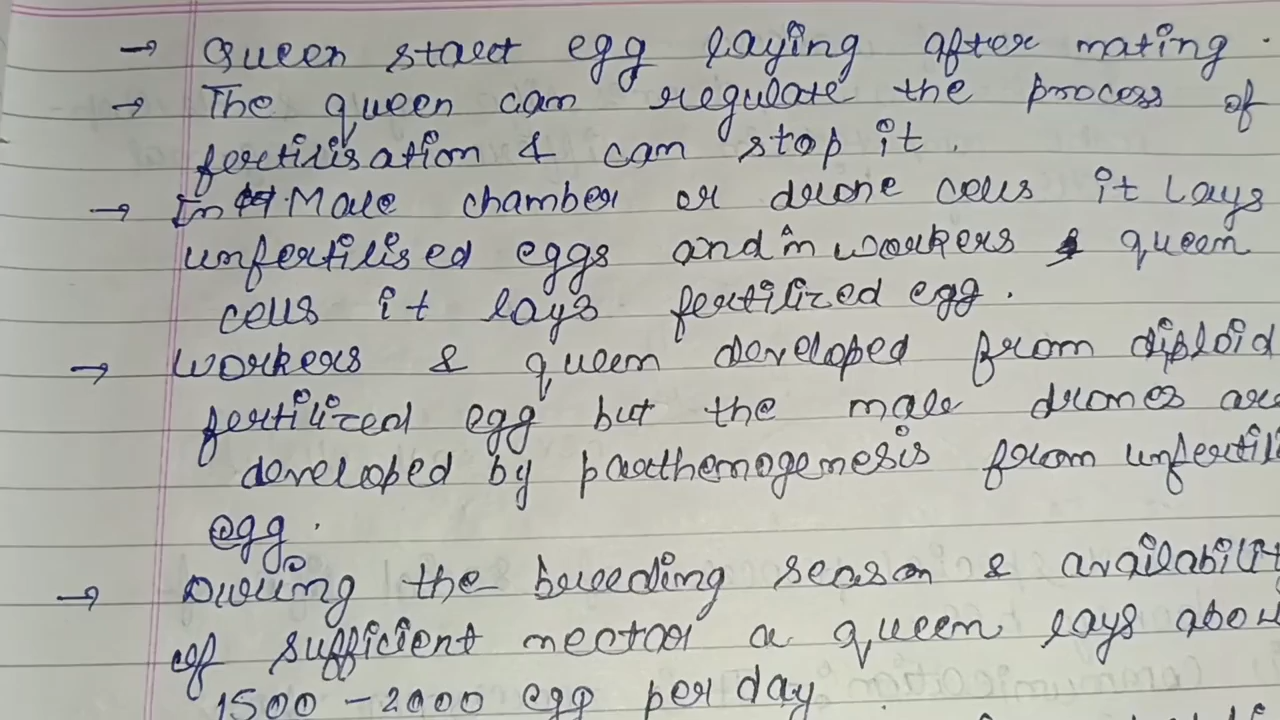 → Queen start egg laying after mating.
→ The queen can regulate the process of
fertilisation & can stop it.
→ In Male chamber or drone cells it lays
unfertilised eggs and in workers & queen
cells it lays fertilized egg.
→ Workers & queen developed from diploid
fertilized egg but the male drones are
developed by parthenogenesis from unfertili
egg.
→ During the breeding season & availabilit
of sufficient nectar a queen lays abou
1500 - 2000 egg per day